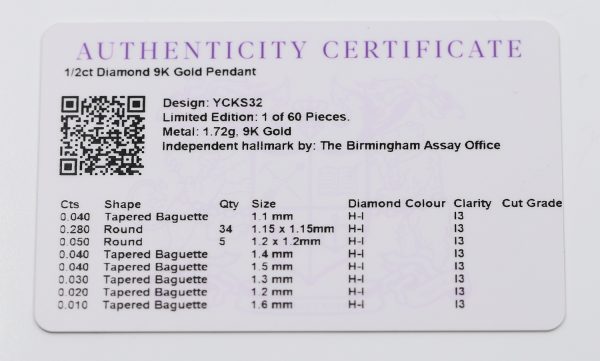 AUTHENTICITY CERTIFICATE
1/2ct Diamond 9K Gold Pendant
Design: YCKS32
Limited Edition: 1 of 60 Pieces.
Metal: 1.72g, 9K Gold
Independent hallmark by: The Birmingham Assay Office
Cts Shape Qty Size Diamond Colour Clarity Cut Grade
0.040 Tapered Baguette 1.1 mm H-I I3
0.280 Round 34 1.15 x 1.15mm H-I I3
0.050 Round 5 1.2 x 1.2mm H-I I3
0.040 Tapered Baguette 1.4 mm H-I I3
0.040 Tapered Baguette 1.5 mm H-I I3
0.030 Tapered Baguette 1.3 mm H-I I3
0.020 Tapered Baguette 1.2 mm H-I I3
0.010 Tapered Baguette 1.6 mm H-I I3